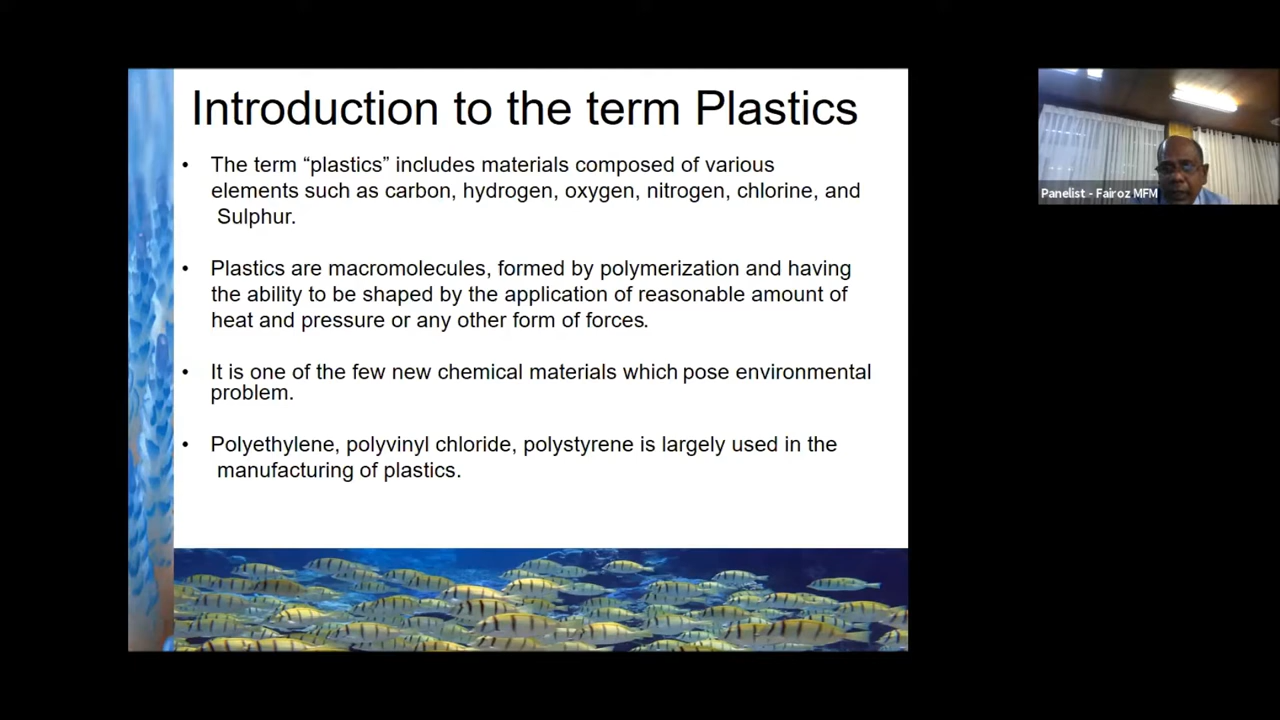 Introduction to the term Plastics
• The term “plastics” includes materials composed of various
elements such as carbon, hydrogen, oxygen, nitrogen, chlorine, and
Sulphur.
• Plastics are macromolecules, formed by polymerization and having
the ability to be shaped by the application of reasonable amount of
heat and pressure or any other form of forces.
• It is one of the few new chemical materials which pose environmental
problem.
• Polyethylene, polyvinyl chloride, polystyrene is largely used in the
manufacturing of plastics.
Panelist - Fairoz MFM